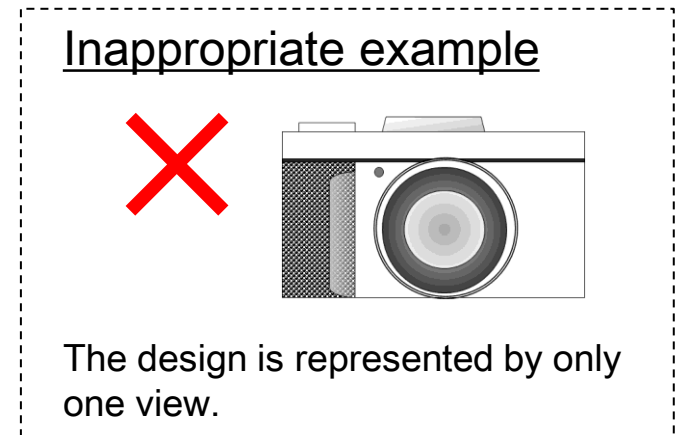 Inappropriate example
The design is represented by only
one view.